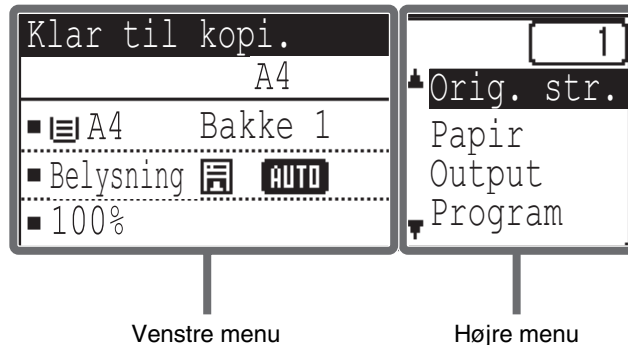 Klar til kopi.
A4
A4 Bakke 1
Belysning AUTO
100%
1
Orig. str.
Papir
Output
Program
Venstre menu
Højre menu